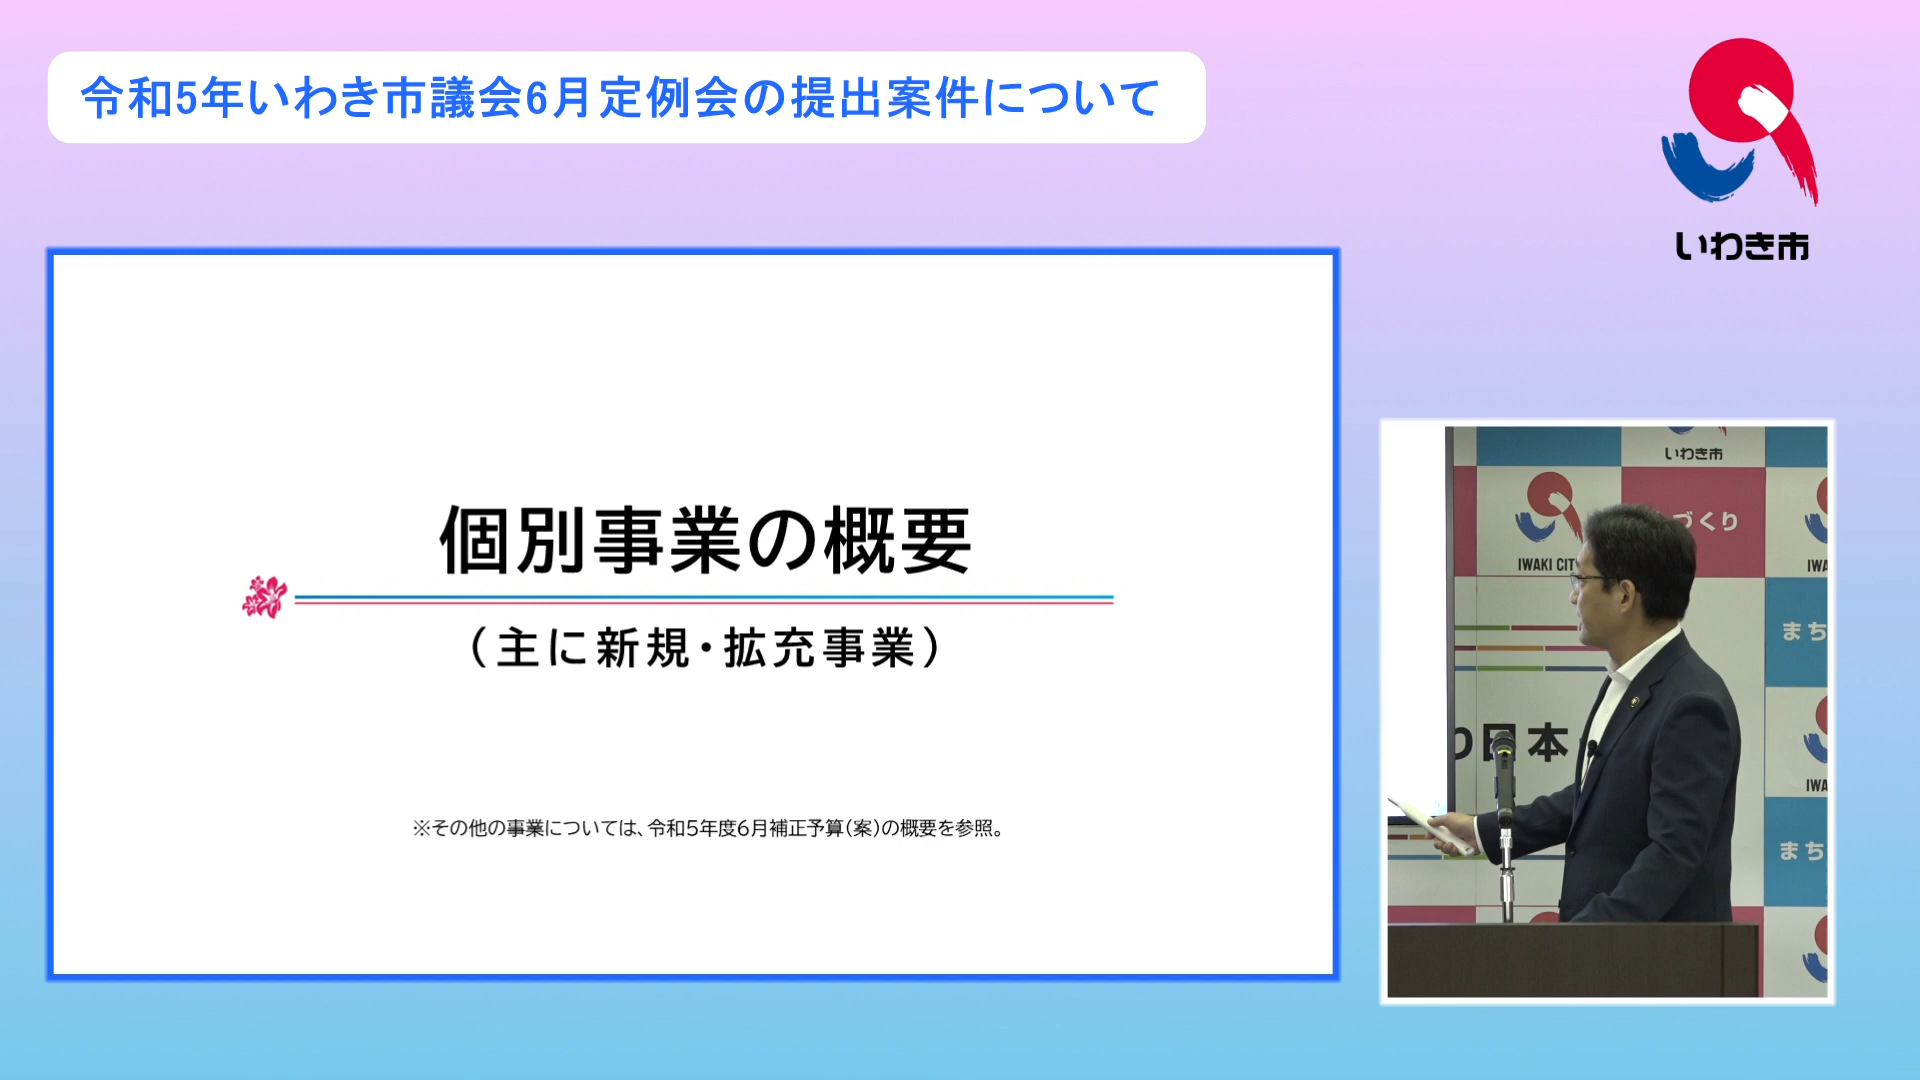 令和5年いわき市議会6月定例会の提出案件について
いわき市
個別事業の概要
（主に新規・拡充事業）
※その他の事業については、令和5年度6月補正予算（案）の概要を参照。
いわき市
づくり
IWAKI CIT
IWA
まち
日本
IWA
まち